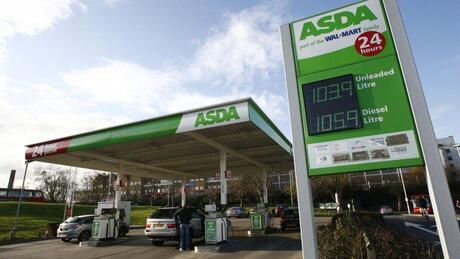 ASDA
part of the WAL-MART family
24
HOURS
103.9
Unleaded
Litre
105.9
Diesel
Litre
ASDA
24